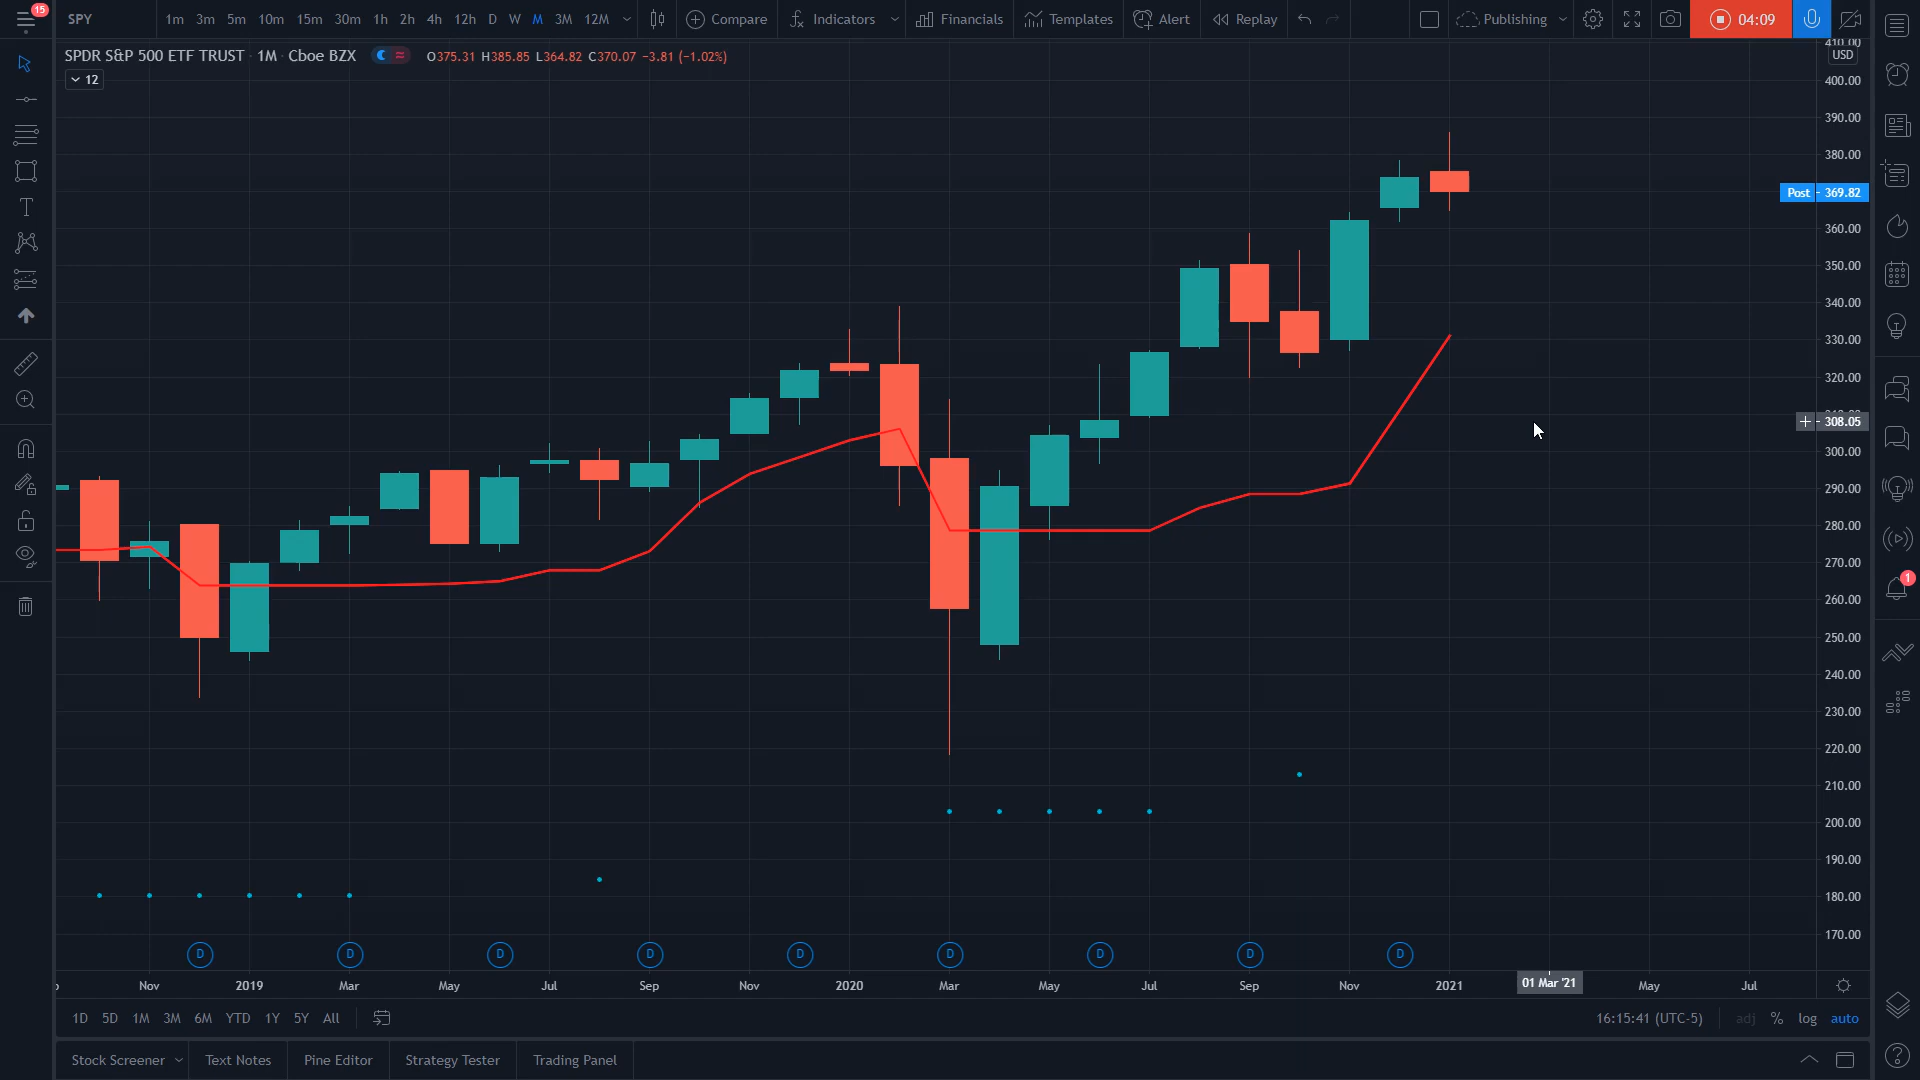 15
SPY
1m 3m 5m 10m 15m 30m 1h 2h 4h 12h D W M 3M 12M
Compare
Indicators
Financials
Templates
Alert
Replay
Publishing
04:09
SPDR S&P 500 ETF TRUST · 1M · Cboe BZX
O375.31 H385.85 L364.82 C370.07 −3.81 (−1.02%)
12
410.00
USD
400.00
390.00
380.00
Post 369.82
360.00
350.00
340.00
330.00
320.00
308.05
300.00
290.00
280.00
270.00
260.00
250.00
240.00
230.00
220.00
210.00
200.00
190.00
180.00
170.00
1
D D D D D D D D D
Nov 2019 Mar May Jul Sep Nov 2020 Mar May Jul Sep Nov 2021 01 Mar '21 May Jul
1D 5D 1M 3M 6M YTD 1Y 5Y All
16:15:41 (UTC-5) adj % log auto
Stock Screener Text Notes Pine Editor Strategy Tester Trading Panel